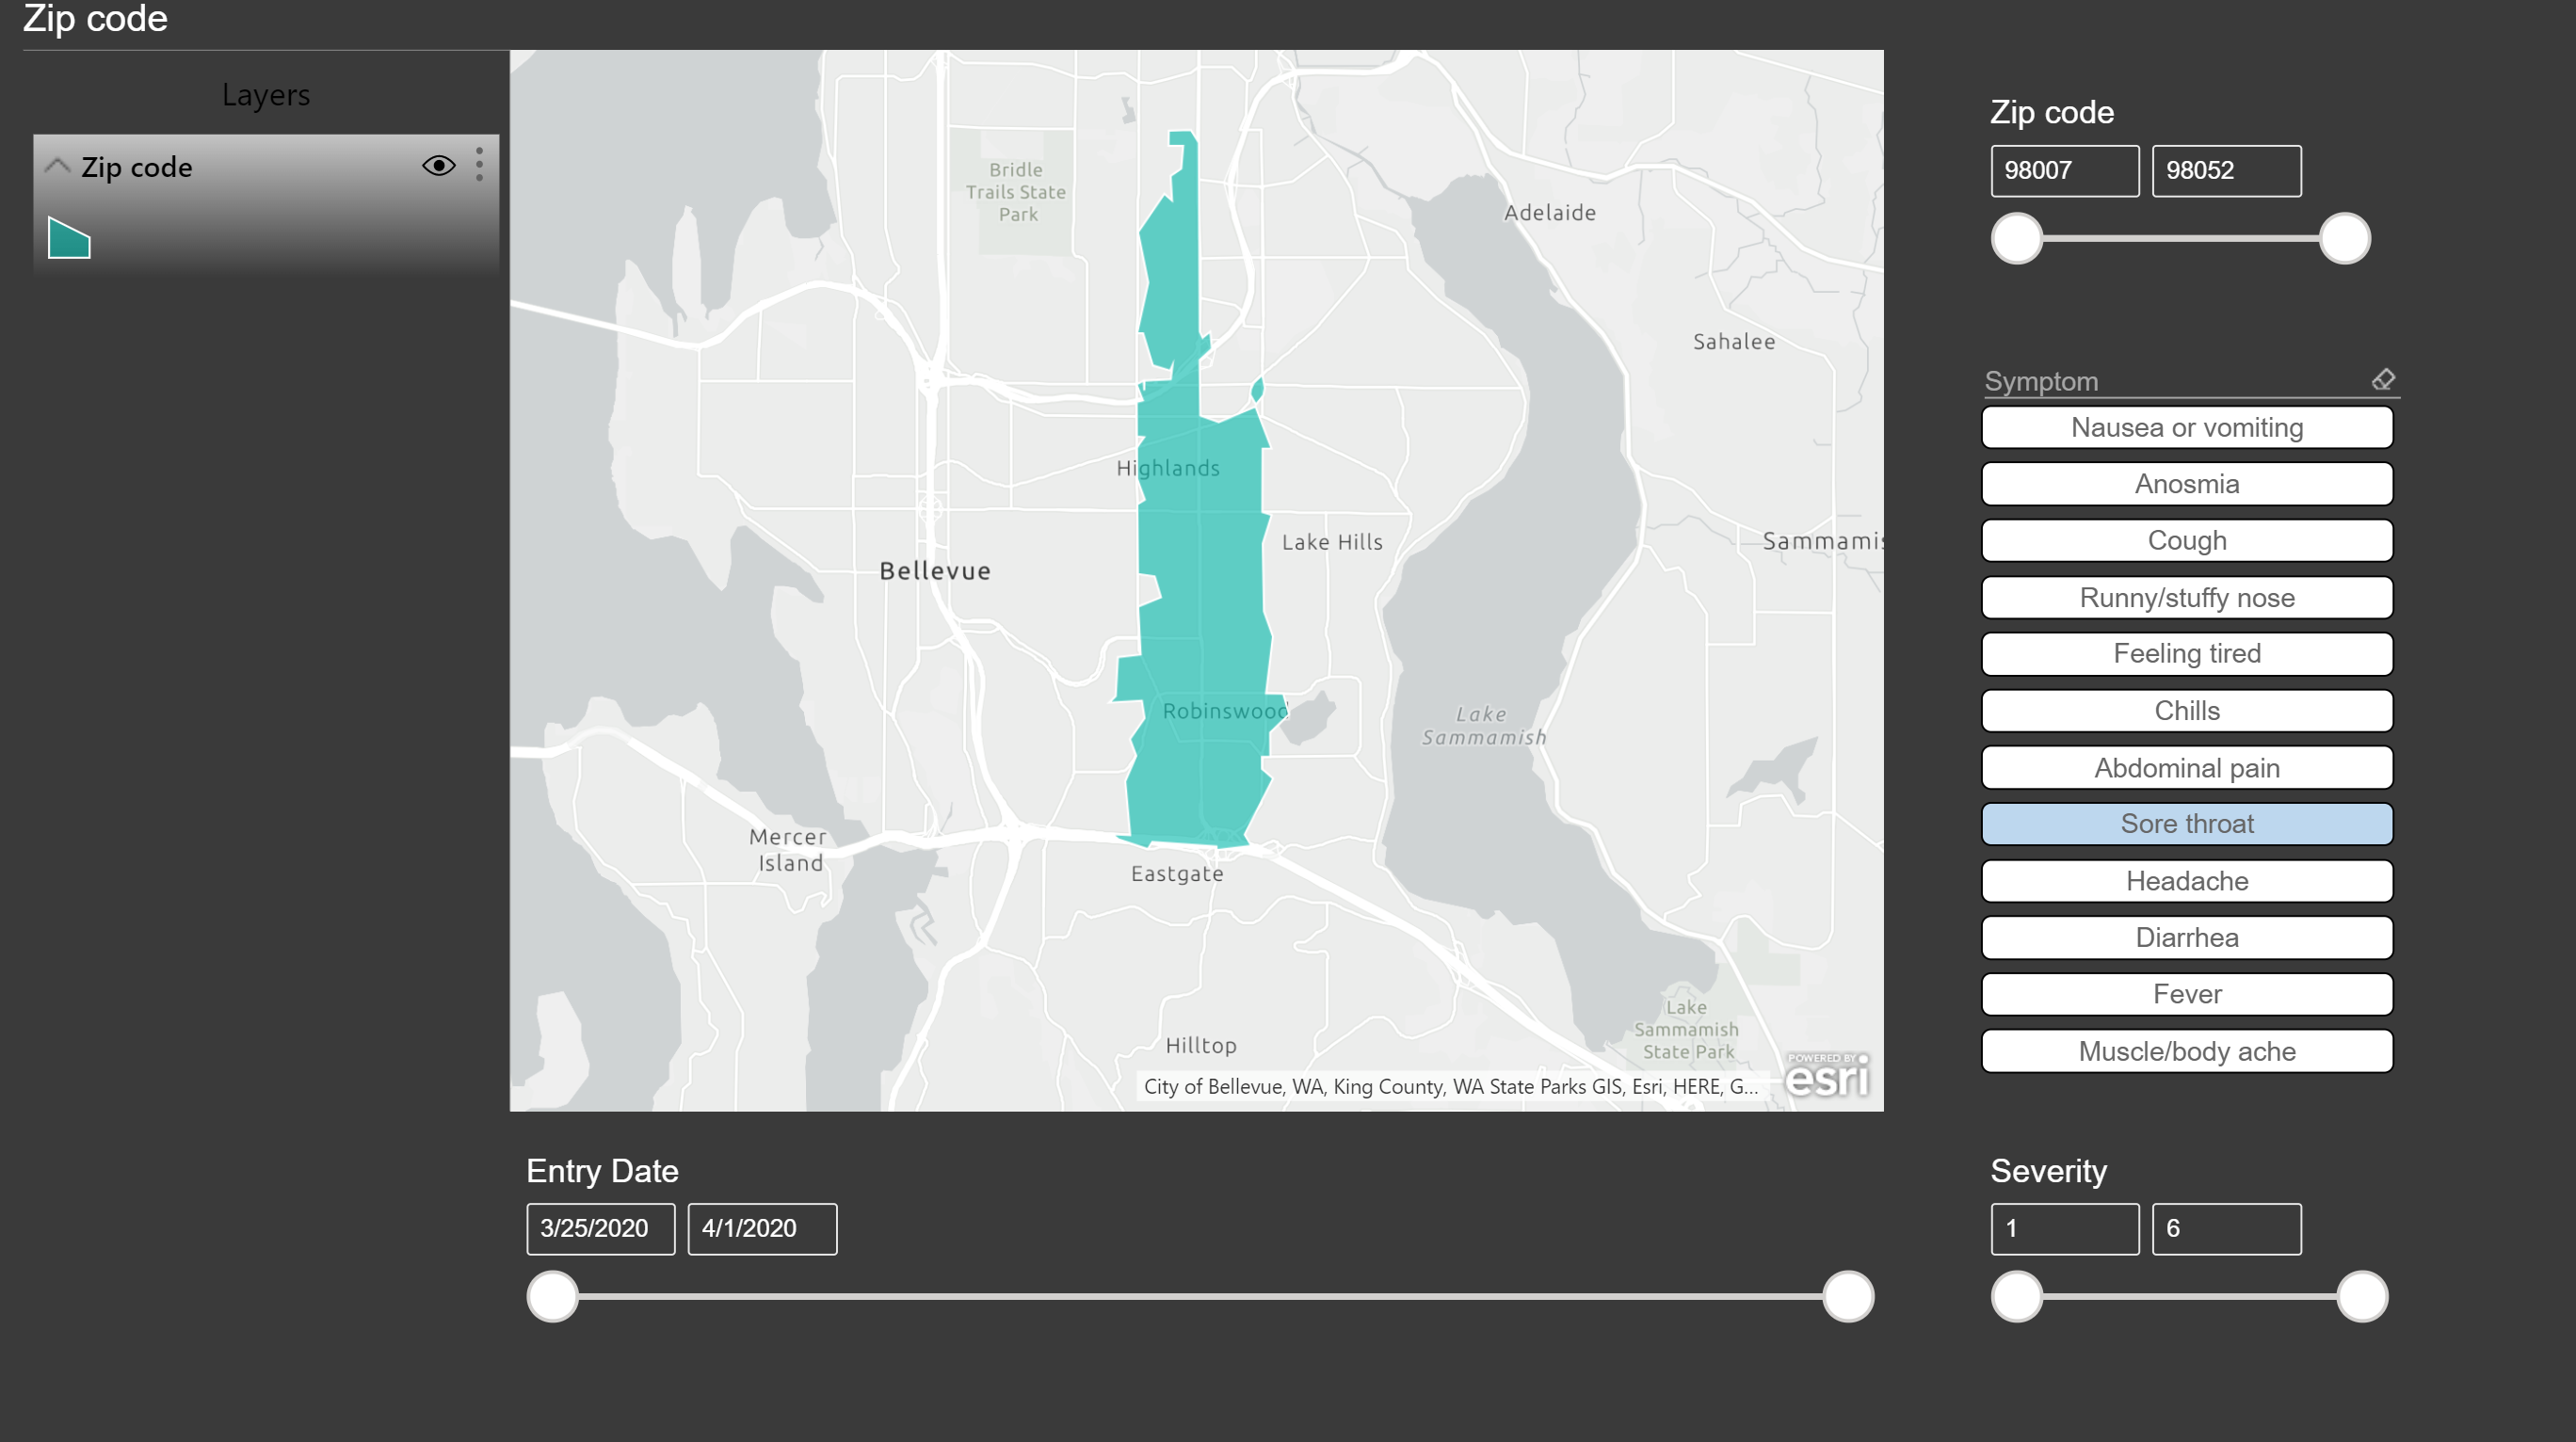 Zip code
Layers
Zip code
Bridle
Trails State
Park
Adelaide
Sahalee
Highlands
Lake Hills
Sammamis
Bellevue
Robinswood
Lake
Sammamish
Mercer
Island
Eastgate
Lake
Sammamish
State Park
Hilltop
POWERED BY
esri
City of Bellevue, WA, King County, WA State Parks GIS, Esri, HERE, G...
Zip code
98007
98052
Symptom
Nausea or vomiting
Anosmia
Cough
Runny/stuffy nose
Feeling tired
Chills
Abdominal pain
Sore throat
Headache
Diarrhea
Fever
Muscle/body ache
Entry Date
3/25/2020
4/1/2020
Severity
1
6